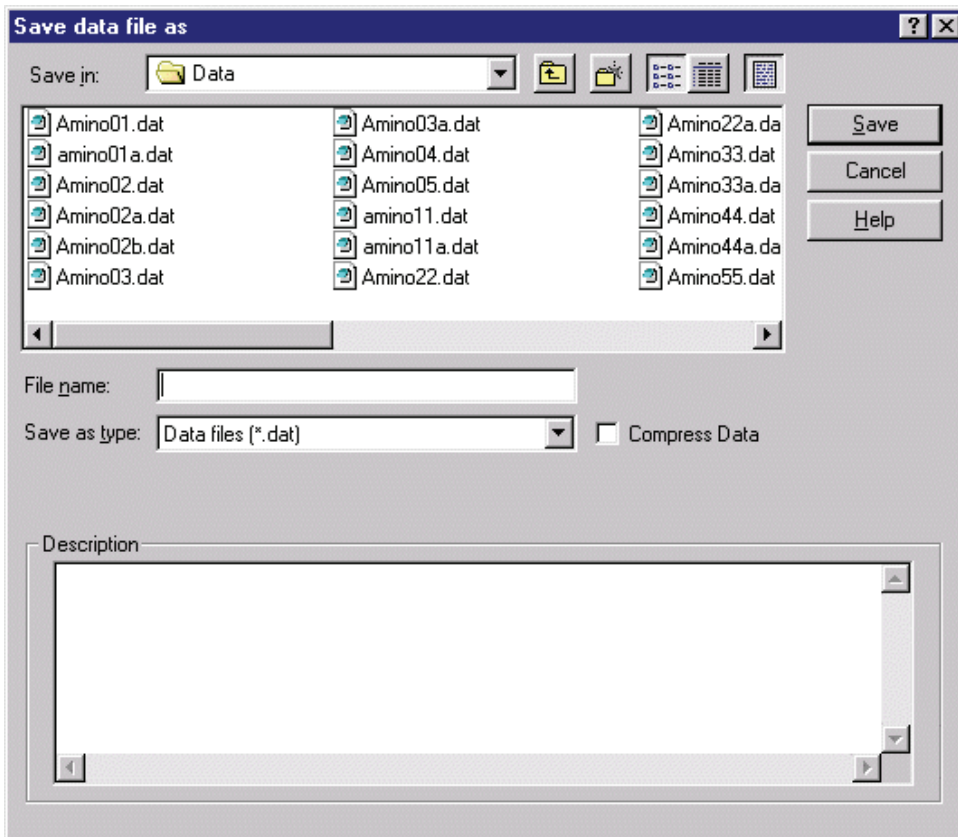 Save data file as
Save in: Data
Amino01.dat
amino01a.dat
Amino02.dat
Amino02a.dat
Amino02b.dat
Amino03.dat
Amino03a.dat
Amino04.dat
Amino05.dat
amino11.dat
amino11a.dat
Amino22.dat
Amino22a.da
Amino33.dat
Amino33a.da
Amino44.dat
Amino44a.da
Amino55.dat
Save
Cancel
Help
File name:
Save as type: Data files (*.dat) Compress Data
Description